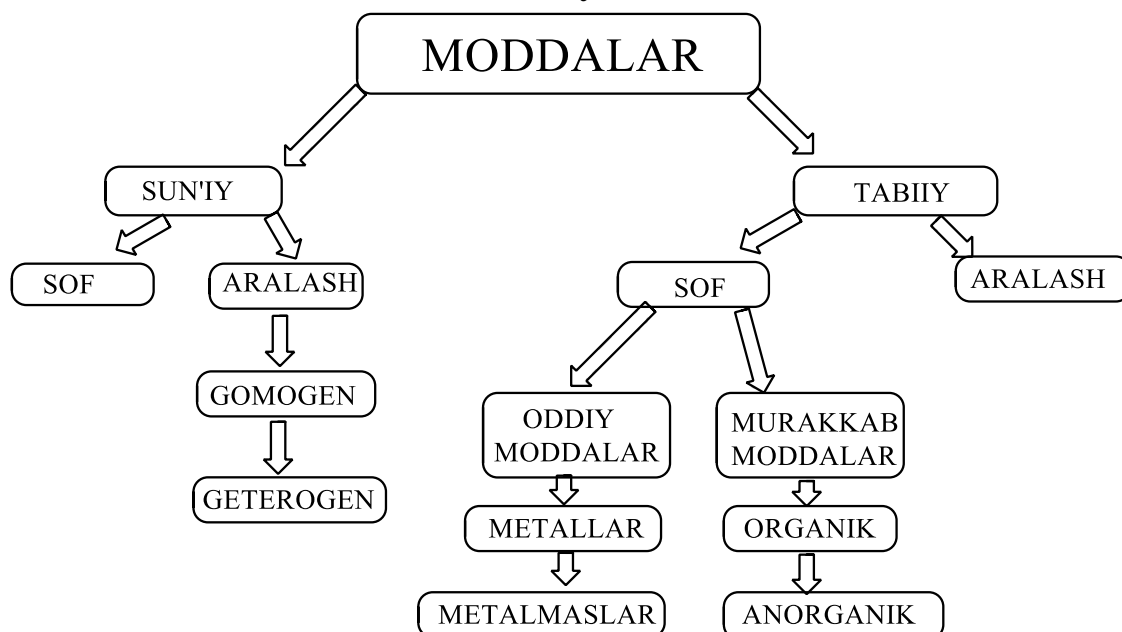 MODDALAR
SUN'IY
TABIIY
SOF
ARALASH
SOF
ARALASH
GOMOGEN
GETEROGEN
ODDIY
MODDALAR
MURAKKAB
MODDALAR
METALLAR
ORGANIK
METALMASLAR
ANORGANIK